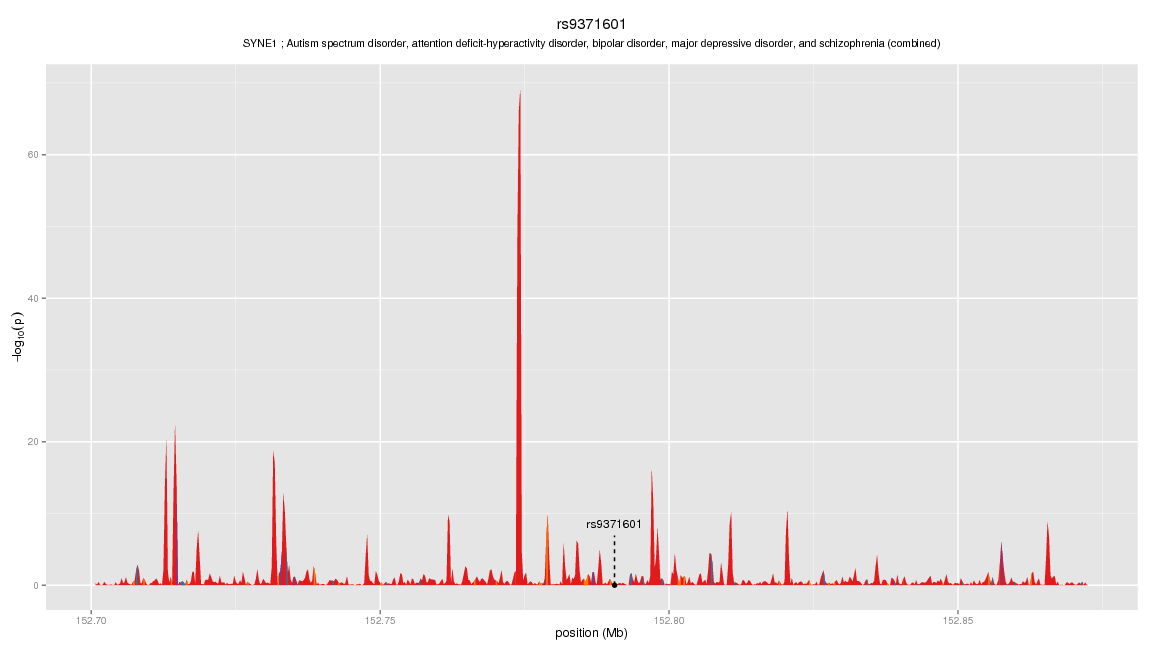 rs9371601
SYNE1 ; Autism spectrum disorder, attention deficit-hyperactivity disorder, bipolar disorder, major depressive disorder, and schizophrenia (combined)
60
40
20
0
−log10(p)
rs9371601
152.70
152.75
152.80
152.85
position (Mb)